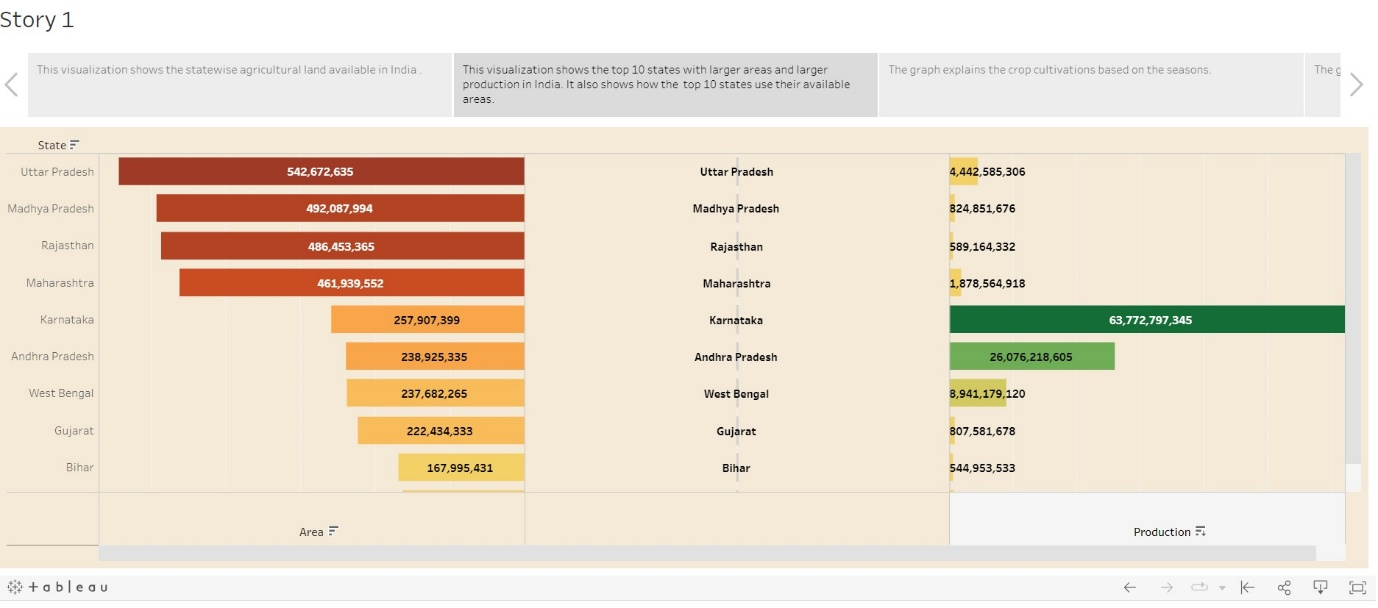 Story 1
This visualization shows the statewise agricultural land available in India .
This visualization shows the top 10 states with larger areas and larger
production in India. It also shows how the top 10 states use their available
areas.
The graph explains the crop cultivations based on the seasons.
The
State
Uttar Pradesh 542,672,635 Uttar Pradesh 4,442,585,306
Madhya Pradesh 492,087,994 Madhya Pradesh 824,851,676
Rajasthan 486,453,365 Rajasthan 589,164,332
Maharashtra 461,939,552 Maharashtra 1,878,564,918
Karnataka 257,907,399 Karnataka 63,772,797,345
Andhra Pradesh 238,925,335 Andhra Pradesh 26,076,218,605
West Bengal 237,682,265 West Bengal 8,941,179,120
Gujarat 222,434,333 Gujarat 807,581,678
Bihar 167,995,431 Bihar 544,953,533
Area Production
+ a b l e a u